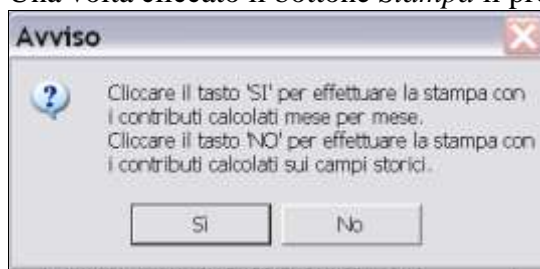 Una volta cliccato il bottone Stampa il pr
Avviso
Cliccare il tasto 'SI' per effettuare la stampa con
i contributi calcolati mese per mese.
Cliccare il tasto 'NO' per effettuare la stampa con
i contributi calcolati sui campi storici.
Sì
No